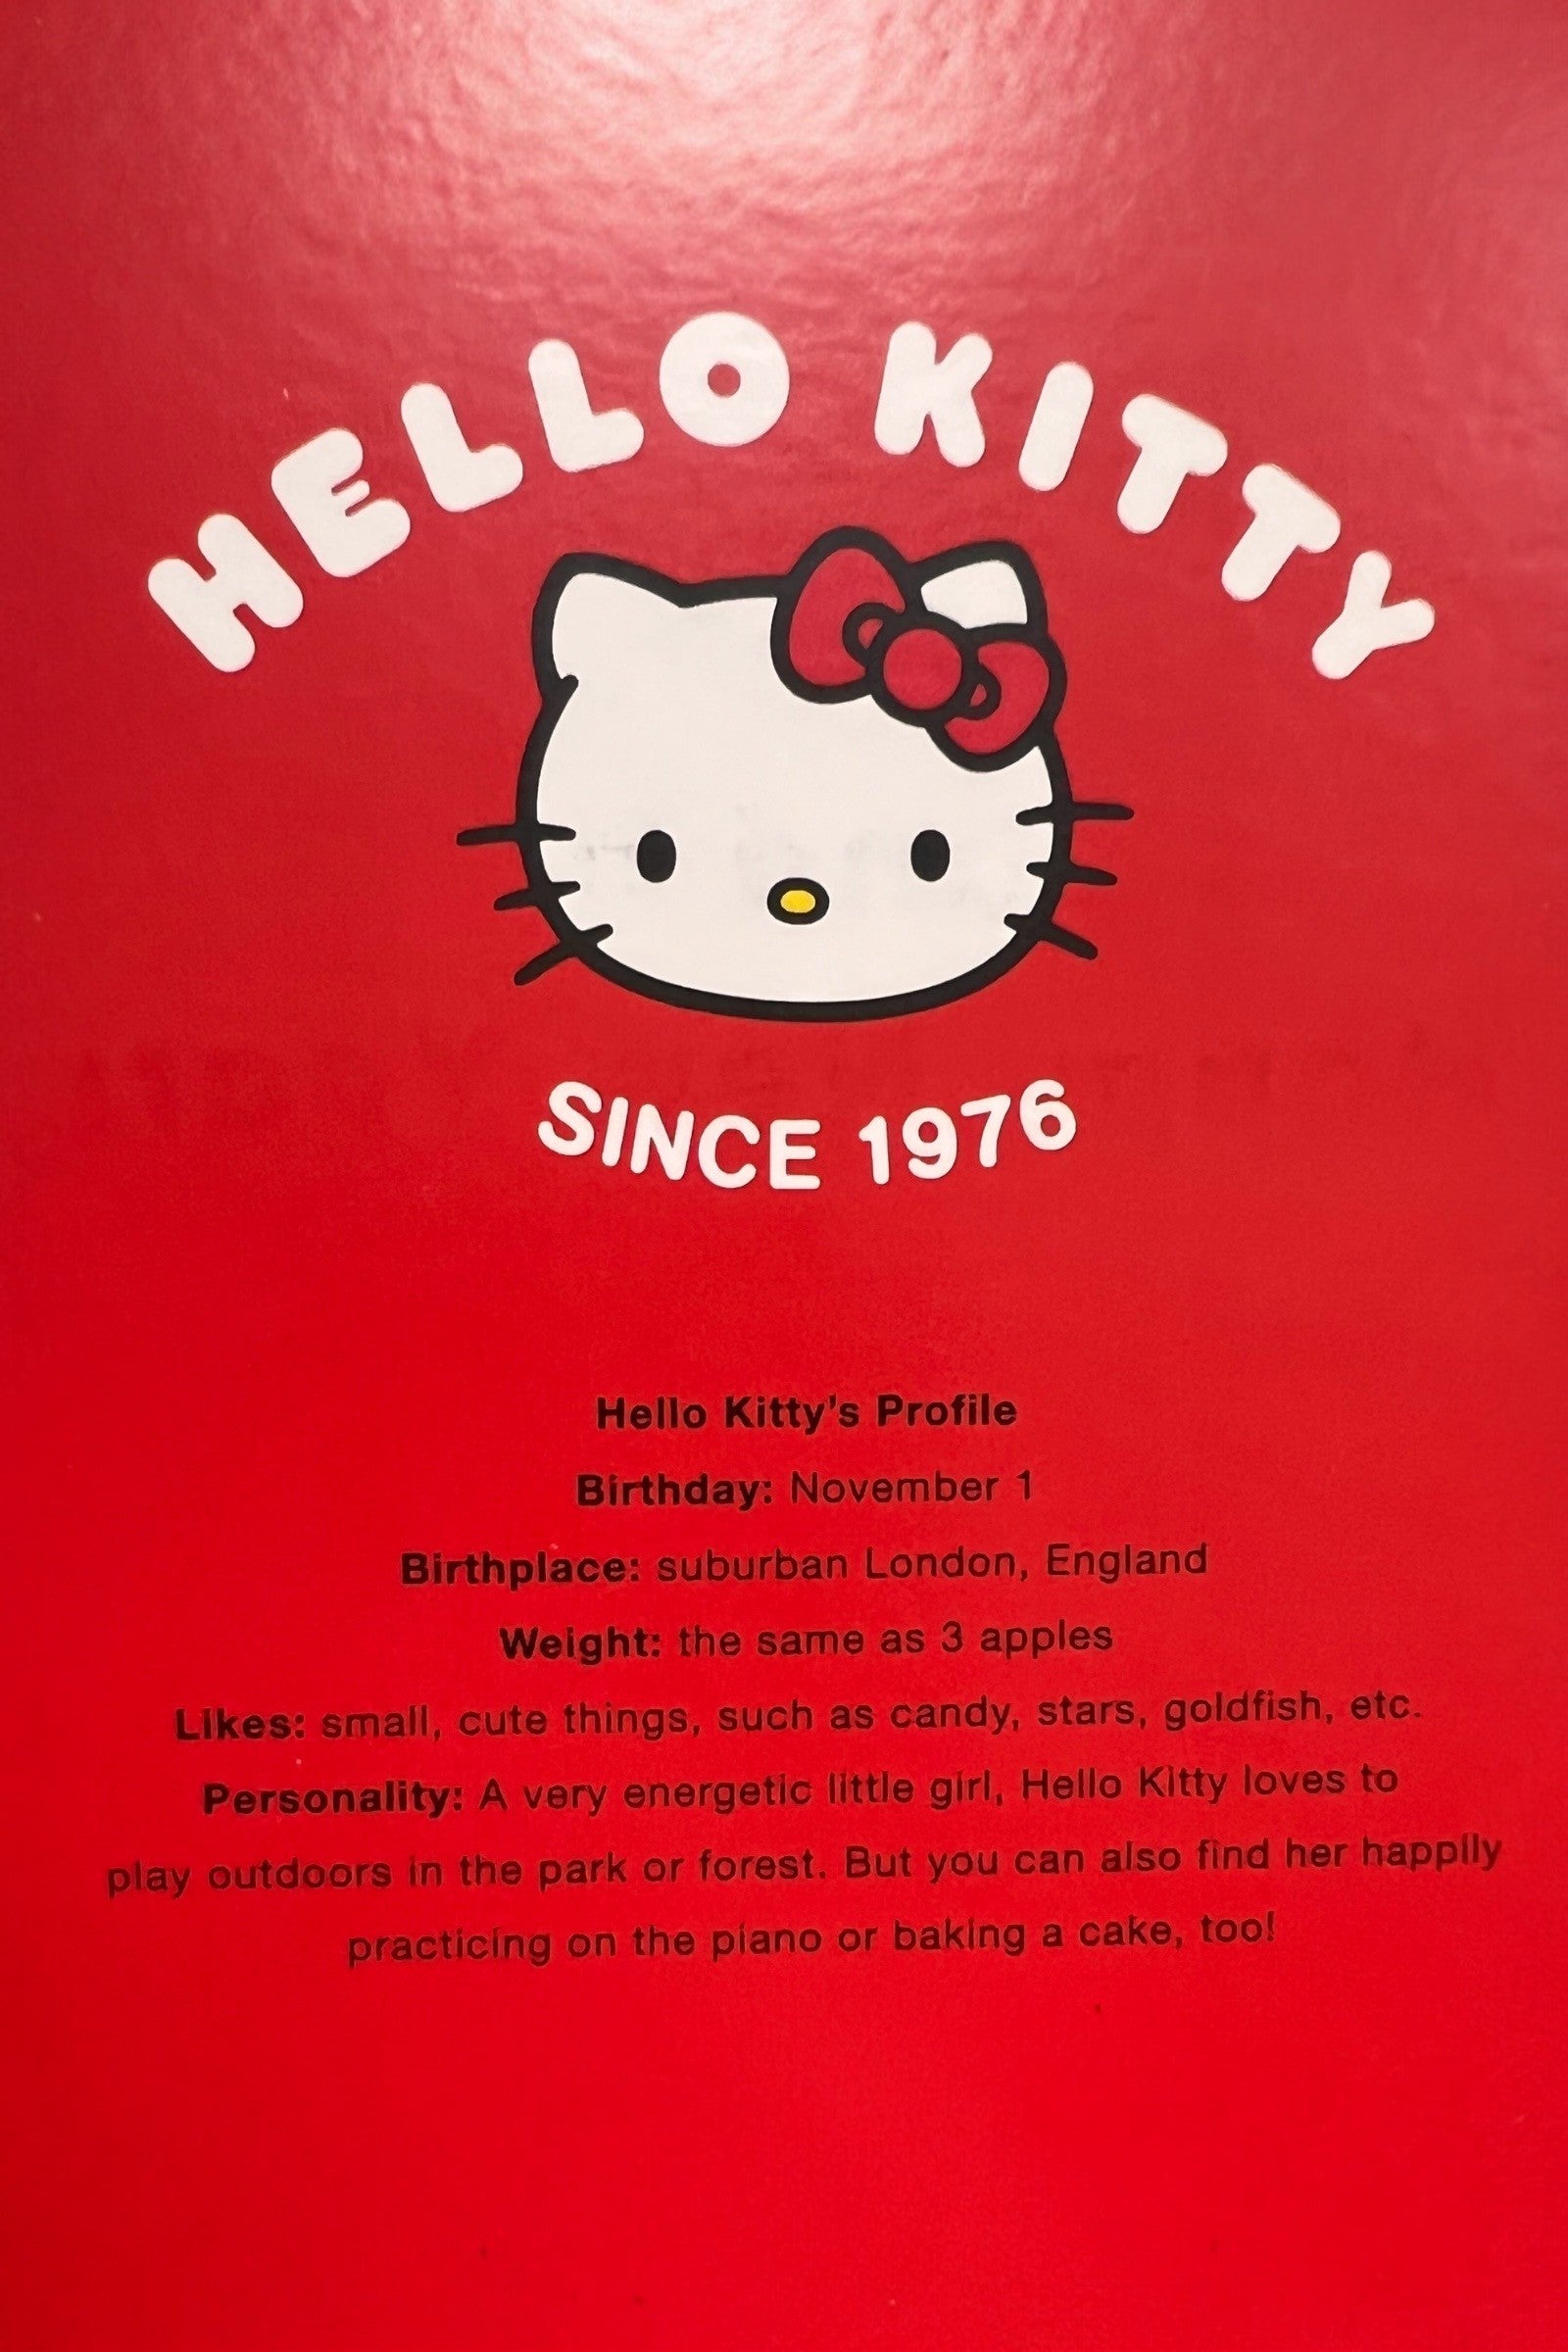 HELLO KITTY
SINCE 1976
Hello Kitty's Profile
Birthday: November 1
Birthplace: suburban London, England
Weight: the same as 3 apples
Likes: small, cute things, such as candy, stars, goldfish, etc.
Personality: A very energetic little girl, Hello Kitty loves to
play outdoors in the park or forest. But you can also find her happily
practicing on the piano or baking a cake, too!